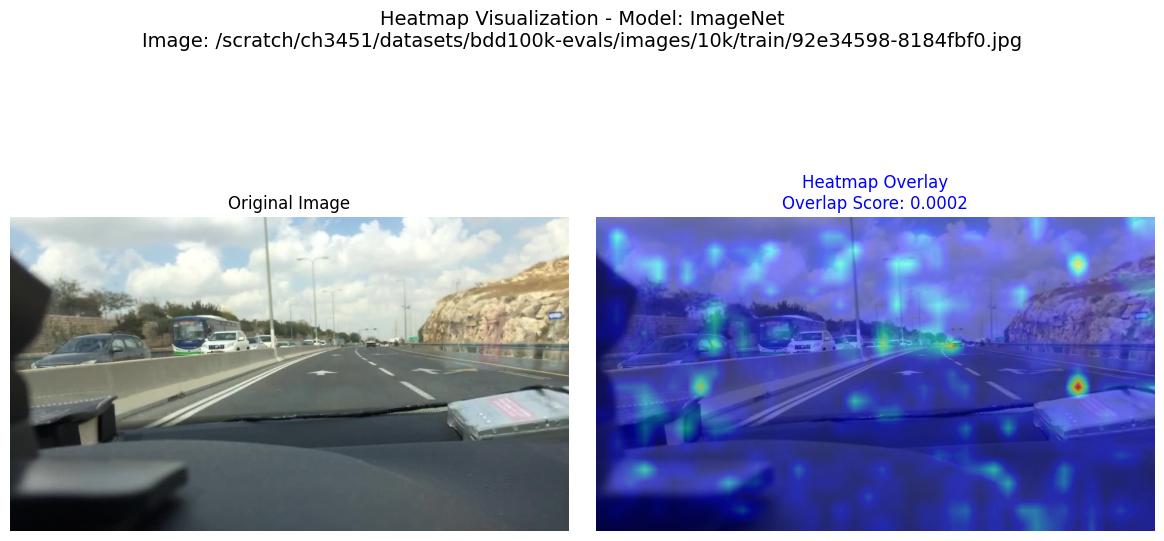 Heatmap Visualization - Model: ImageNet
Image: /scratch/ch3451/datasets/bdd100k-evals/images/10k/train/92e34598-8184fbf0.jpg
Original Image
Heatmap Overlay
Overlap Score: 0.0002